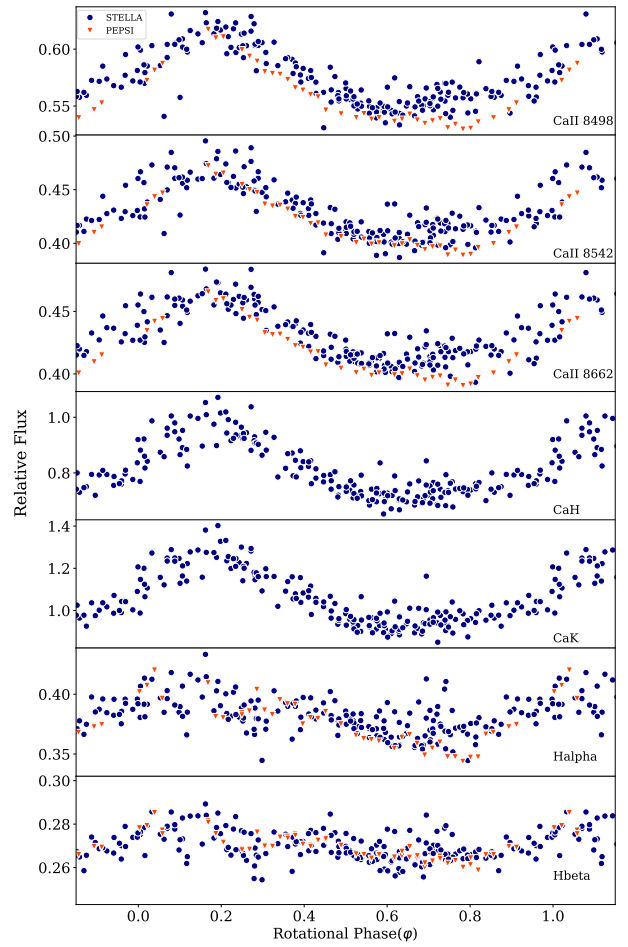 STELLA
PEPSI
0.60
0.55
CaII 8498
0.50
0.45
0.40
CaII 8542
0.45
0.40
CaII 8662
Relative Flux
1.0
0.8
CaH
1.4
1.2
1.0
CaK
0.40
0.35
Halpha
0.30
0.28
0.26
Hbeta
0.0 0.2 0.4 0.6 0.8 1.0
Rotational Phase(φ)